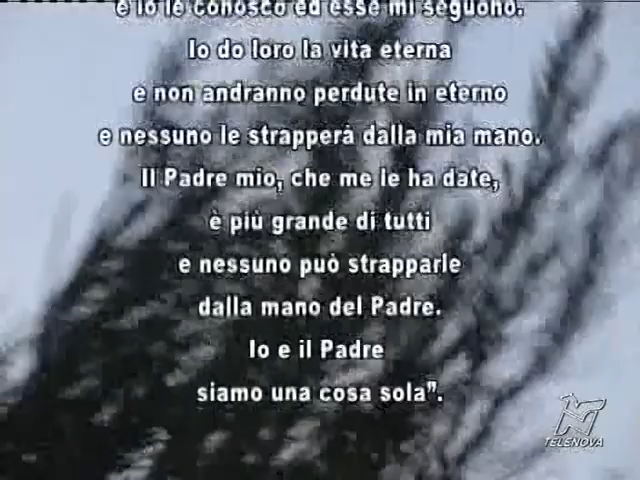 e io le conosco ed esse mi seguono.
Io do loro la vita eterna
e non andranno perdute in eterno
e nessuno le strapperà dalla mia mano.
Il Padre mio, che me le ha date,
è più grande di tutti
e nessuno può strapparle
dalla mano del Padre.
Io e il Padre
siamo una cosa sola”.
TELENOVA